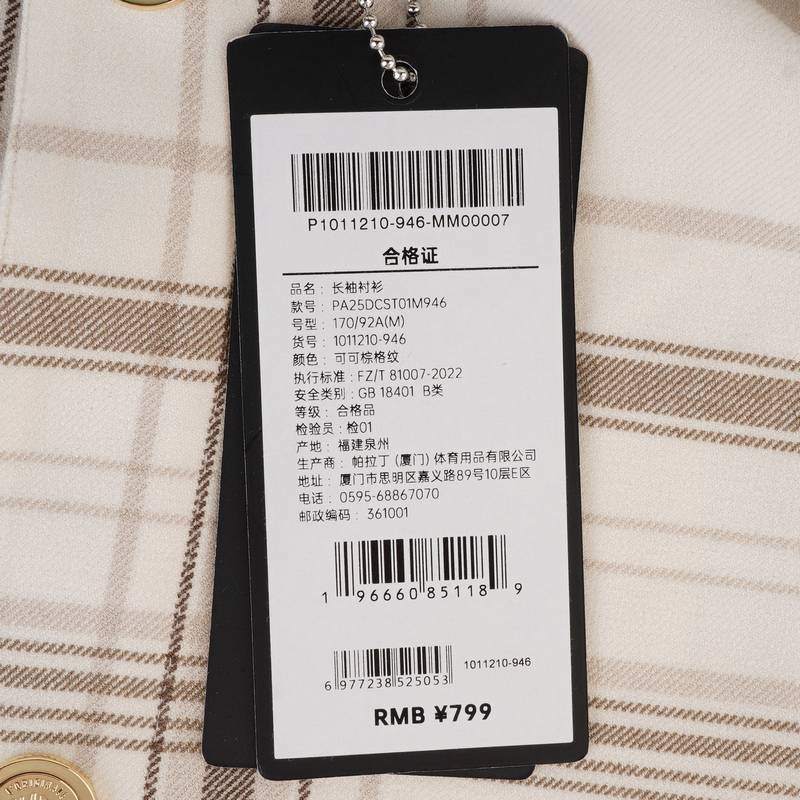 P1011210-946-MM00007
合格证
品名：长袖衬衫
款号：PA25DCST01M946
号型：170/92A(M)
货号：1011210-946
颜色：可可棕格纹
执行标准：FZ/T 81007-2022
安全类别：GB 18401 B类
等级：合格品
检验员：检01
产地：福建泉州
生产商：帕拉丁 (厦门) 体育用品有限公司
地址：厦门市思明区嘉义路89号10层E区
电话：0595-68867070
邮政编码：361001
1 96660 85118 9
6 977238 525053
1011210-946
RMB ¥799